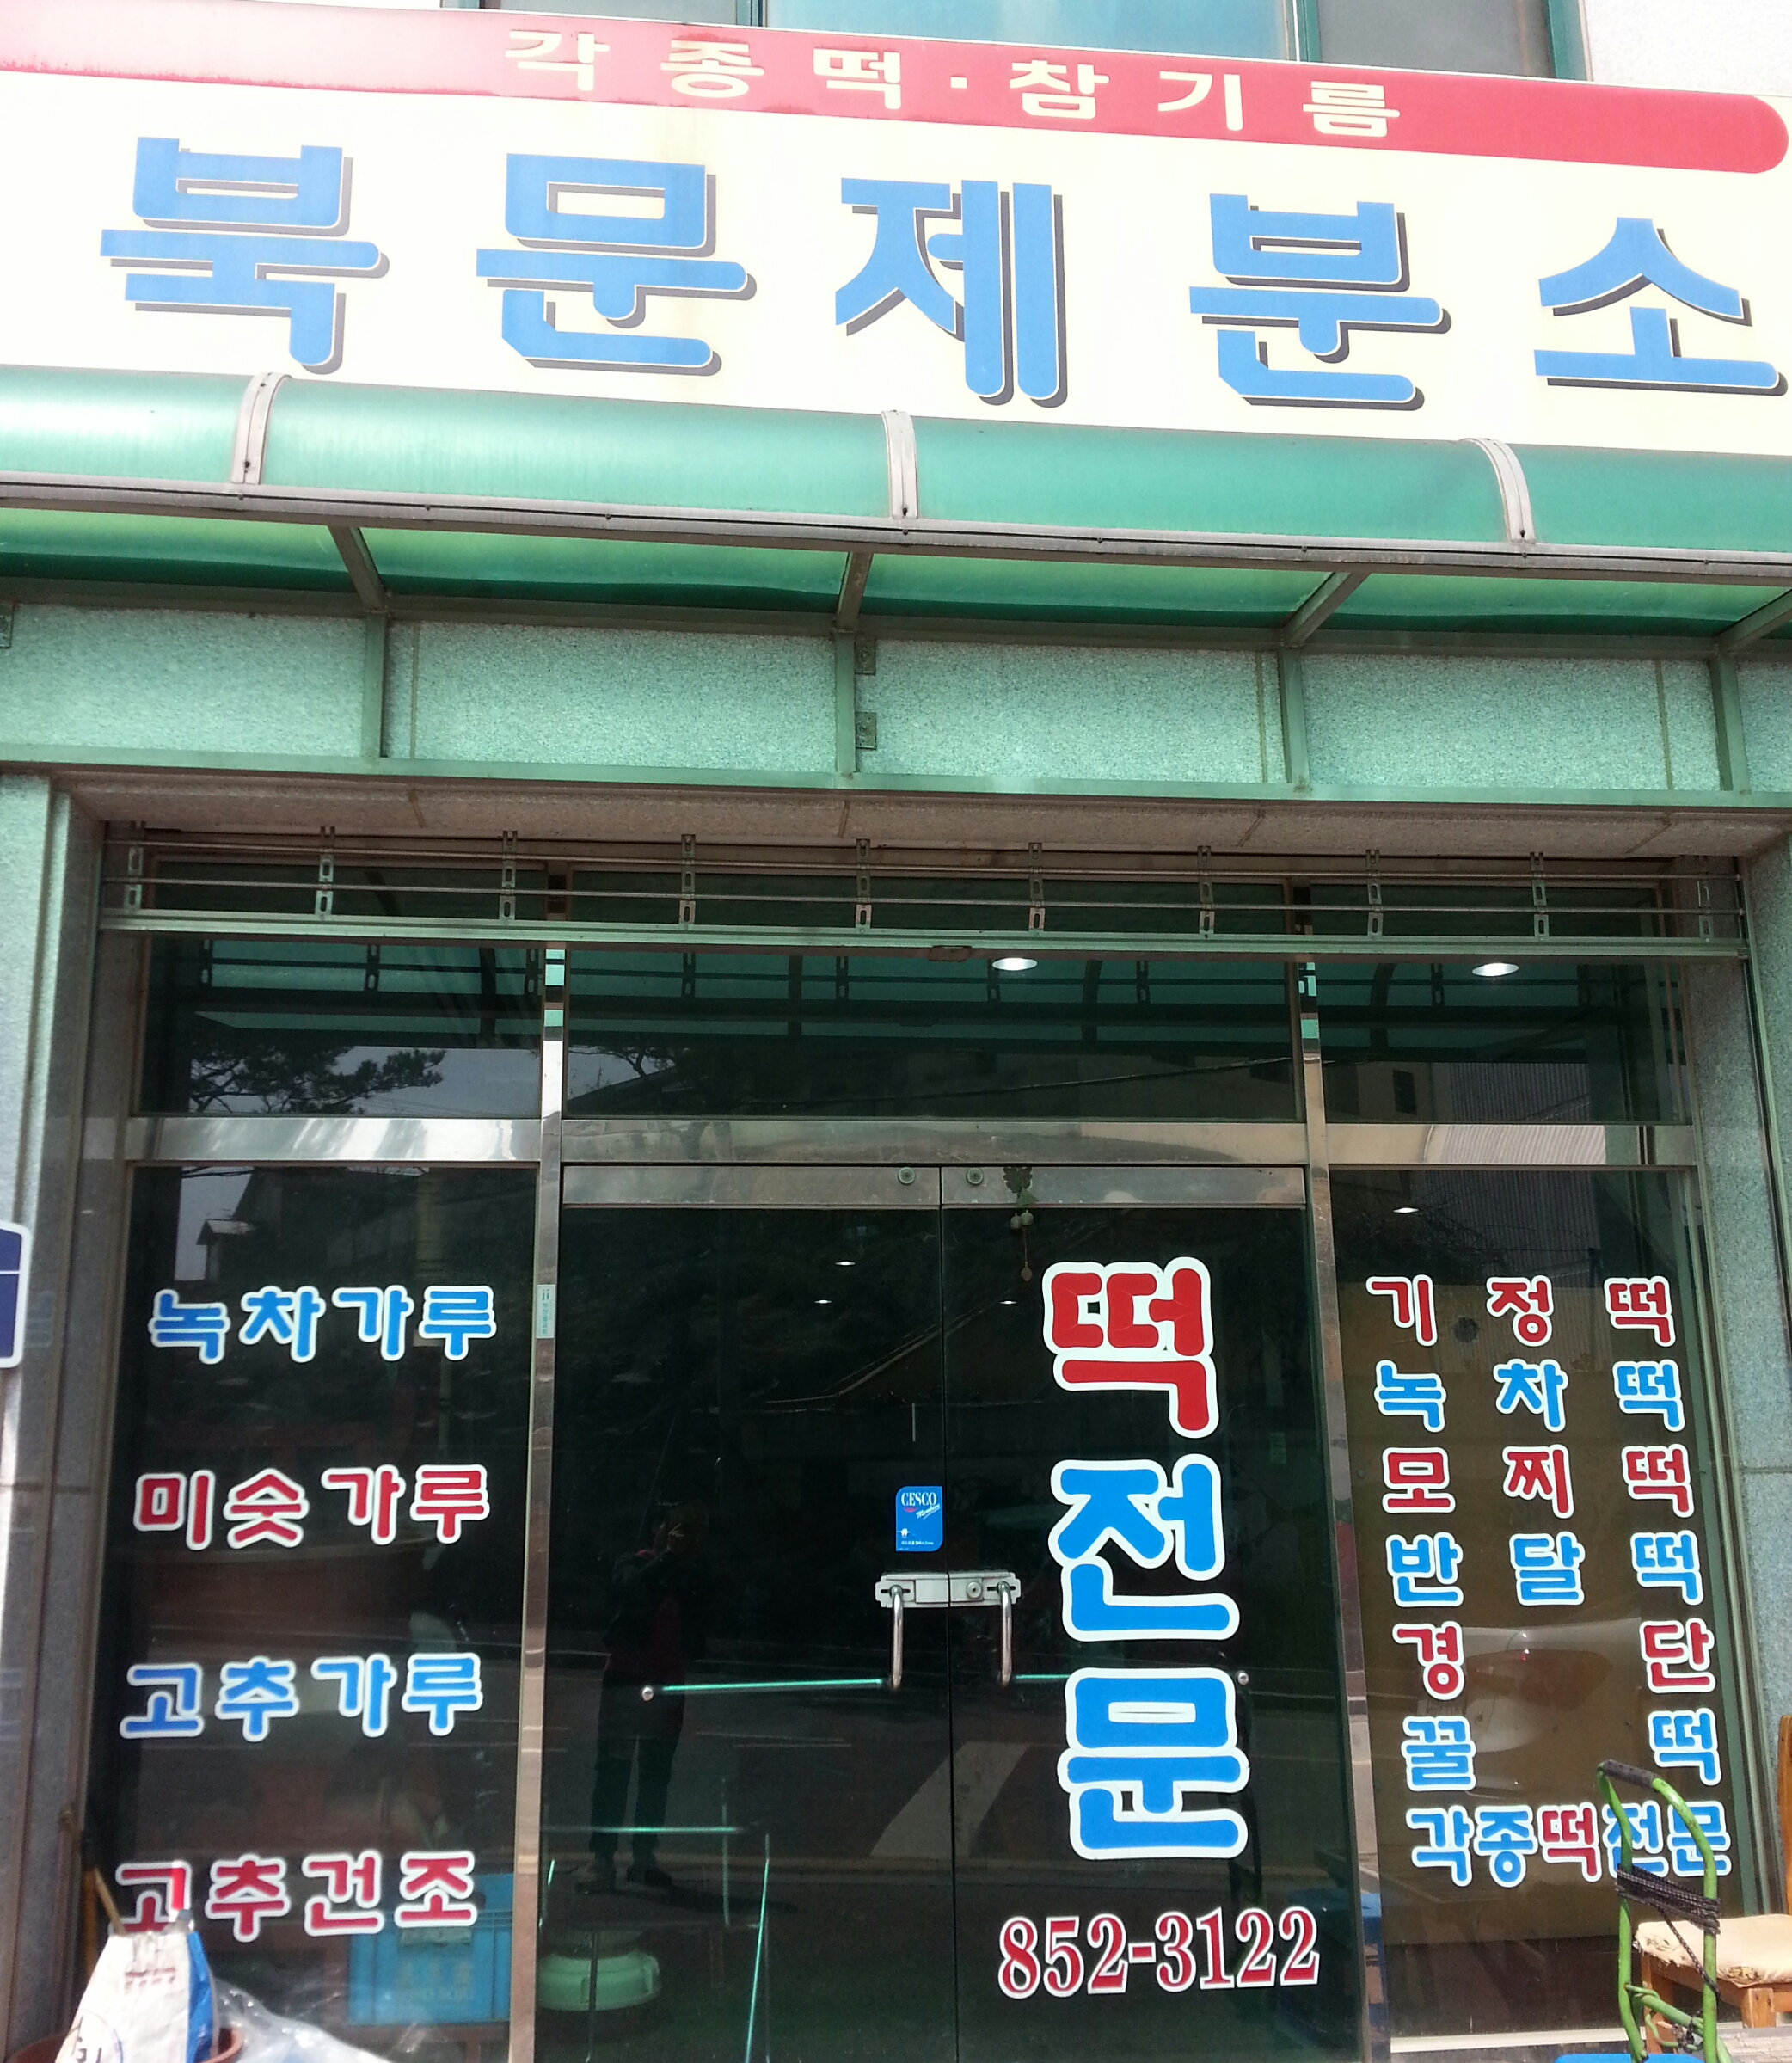 각종떡·참기름
북문제분소
녹차가루
미숫가루
고추가루
고추건조
CESCO
Members
떡전문
852-3122
기정떡
녹차떡
모찌떡
반달떡
경단
꿀떡
각종떡전문